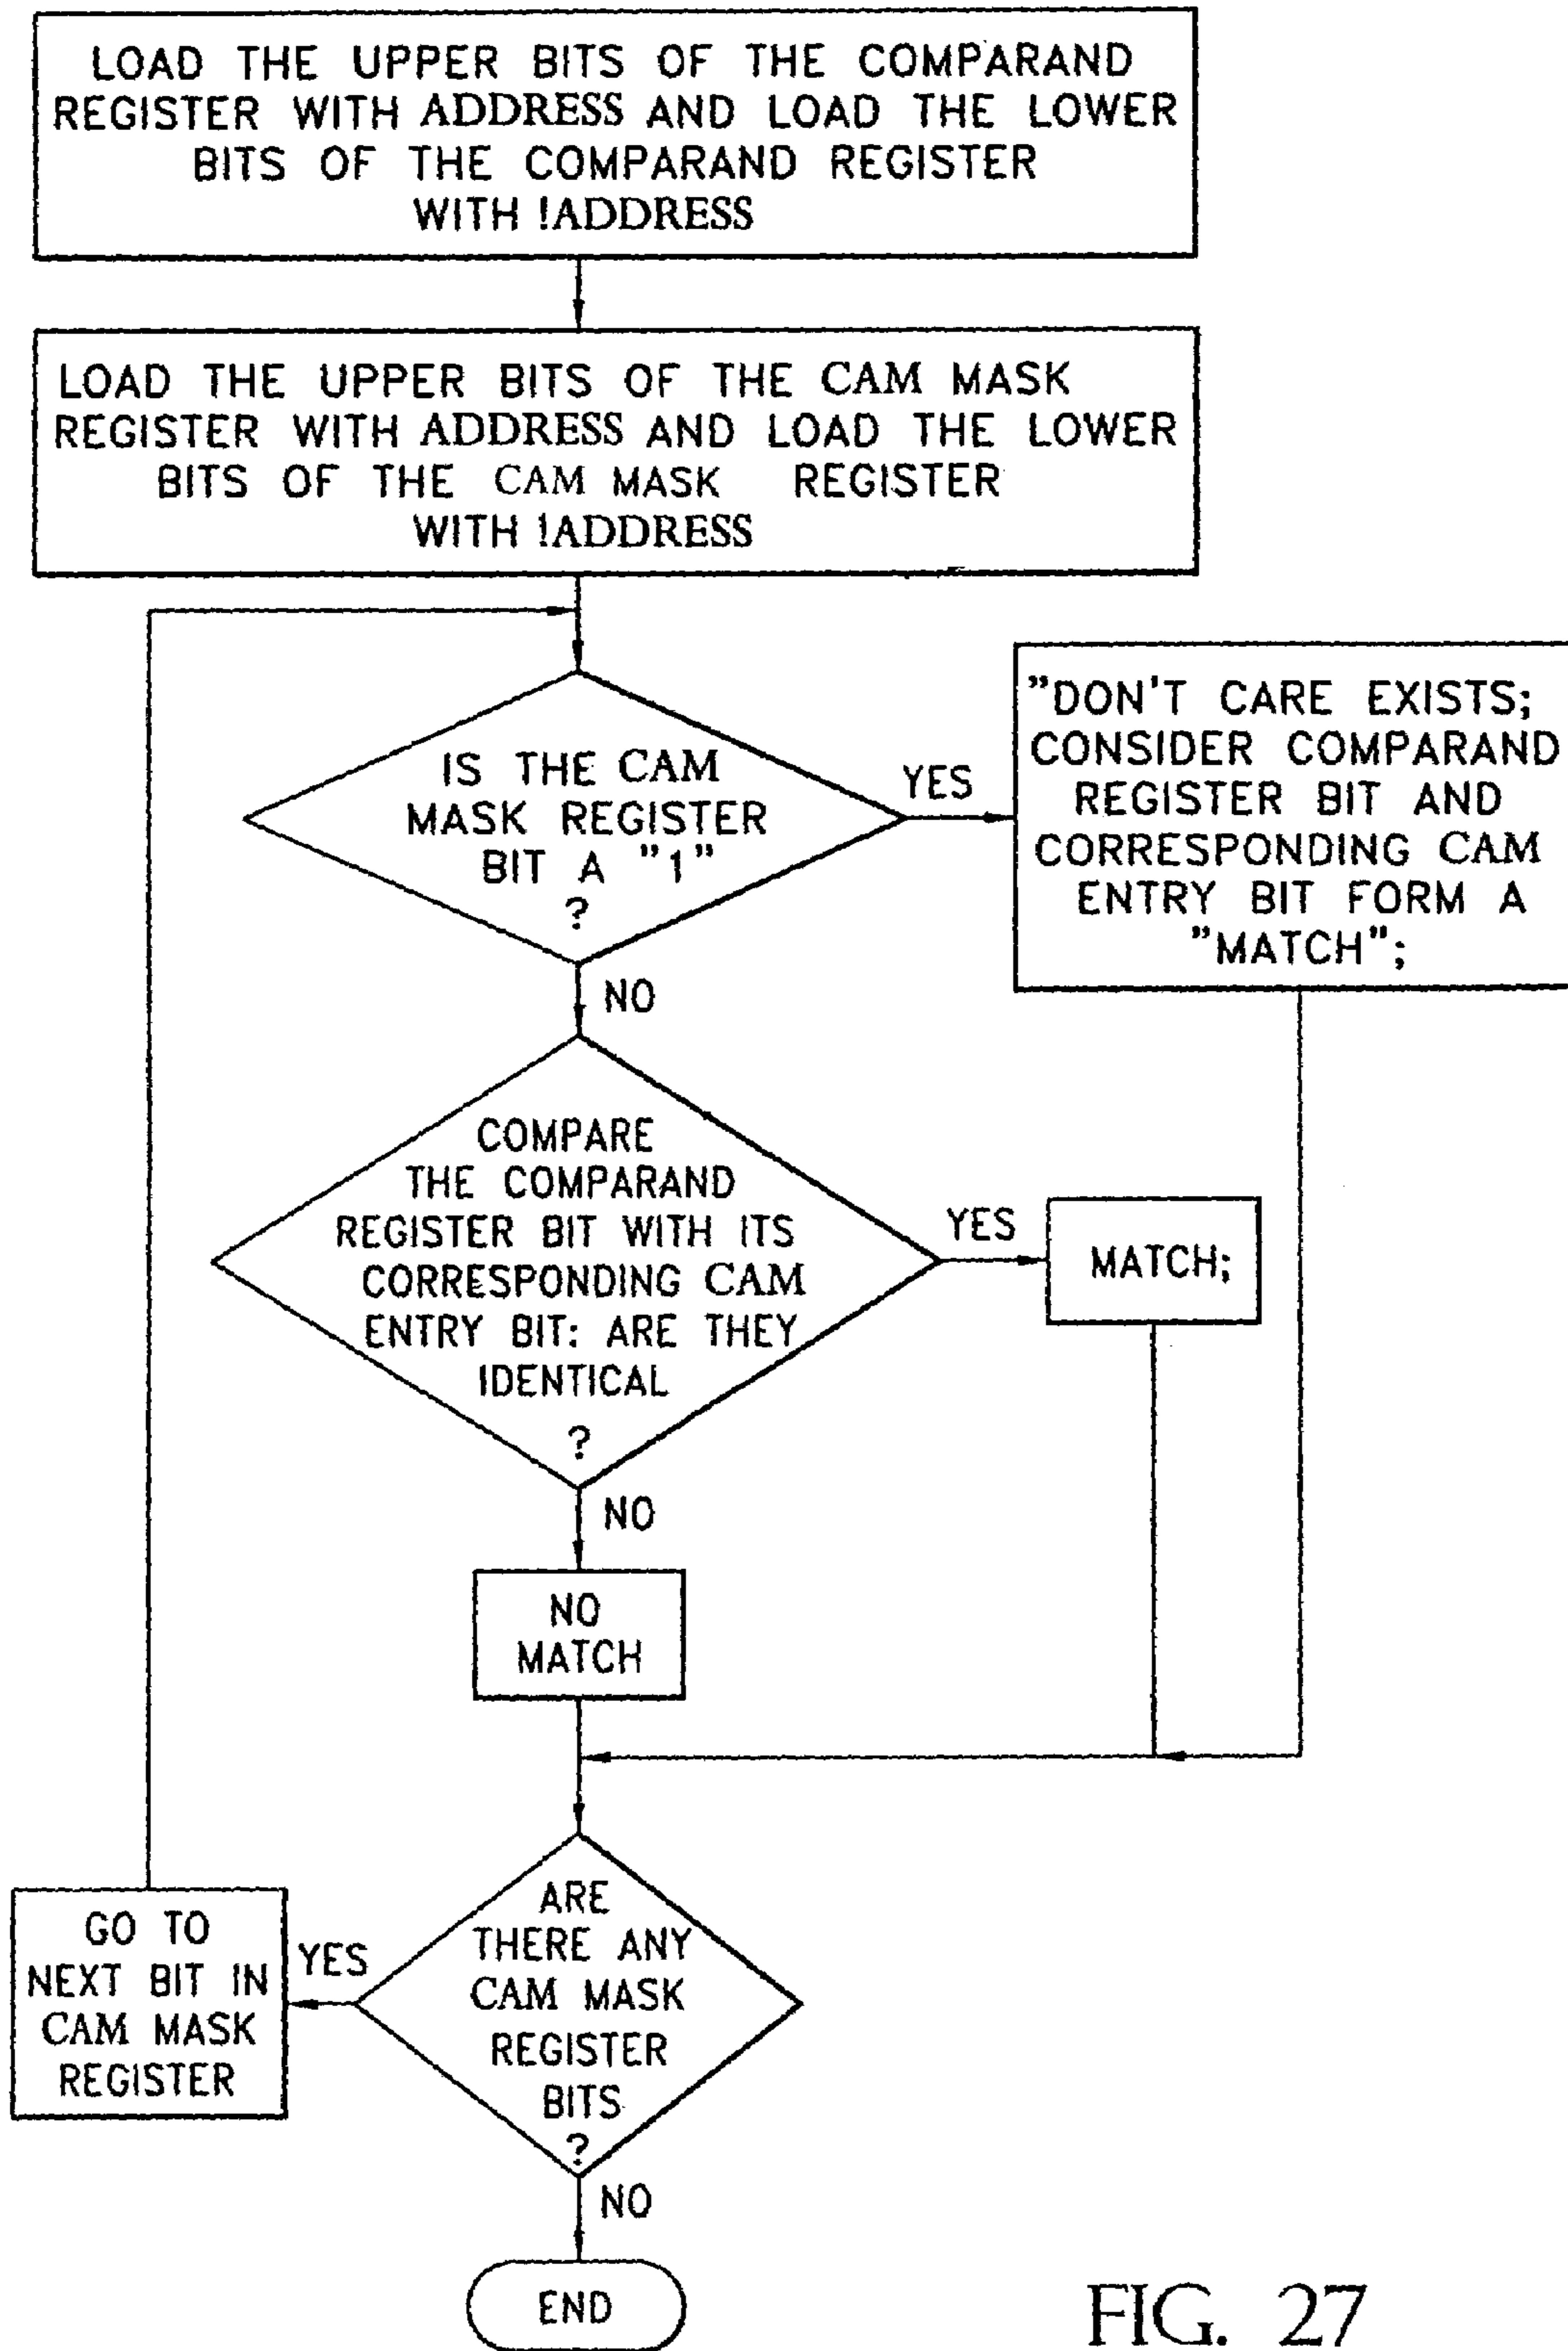 LOAD THE UPPER BITS OF THE COMPARAND
REGISTER WITH ADDRESS AND LOAD THE LOWER
BITS OF THE COMPARAND REGISTER
WITH !ADDRESS
LOAD THE UPPER BITS OF THE CAM MASK
REGISTER WITH ADDRESS AND LOAD THE LOWER
BITS OF THE CAM MASK REGISTER
WITH !ADDRESS
IS THE CAM
MASK REGISTER
BIT A "1"
?
YES
"DON'T CARE EXISTS;
CONSIDER COMPARAND
REGISTER BIT AND
CORRESPONDING CAM
ENTRY BIT FORM A
"MATCH";
NO
COMPARE
THE COMPARAND
REGISTER BIT WITH ITS
CORRESPONDING CAM
ENTRY BIT: ARE THEY
IDENTICAL
?
YES
MATCH;
NO
NO
MATCH
ARE
THERE ANY
CAM MASK
REGISTER
BITS
?
YES
GO TO
NEXT BIT IN
CAM MASK
REGISTER
NO
END
FIG. 27